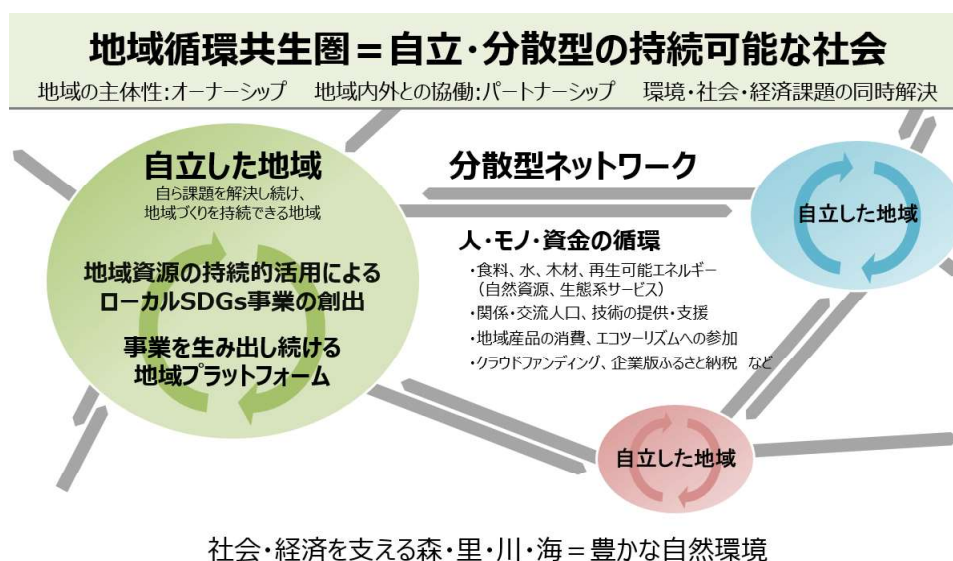 地域循環共生圏＝自立・分散型の持続可能な社会
地域の主体性:オーナーシップ　地域内外との協働:パートナーシップ　環境・社会・経済課題の同時解決
自立した地域
自ら課題を解決し続け、
地域づくりを持続できる地域
地域資源の持続的活用による
ローカルSDGs事業の創出
事業を生み出し続ける
地域プラットフォーム
分散型ネットワーク
人・モノ・資金の循環
・食料、水、木材、再生可能エネルギー
（自然資源、生態系サービス）
・関係・交流人口、技術の提供・支援
・地域産品の消費、エコツーリズムへの参加
・クラウドファンディング、企業版ふるさと納税　など
自立した地域
自立した地域
社会・経済を支える森・里・川・海＝豊かな自然環境